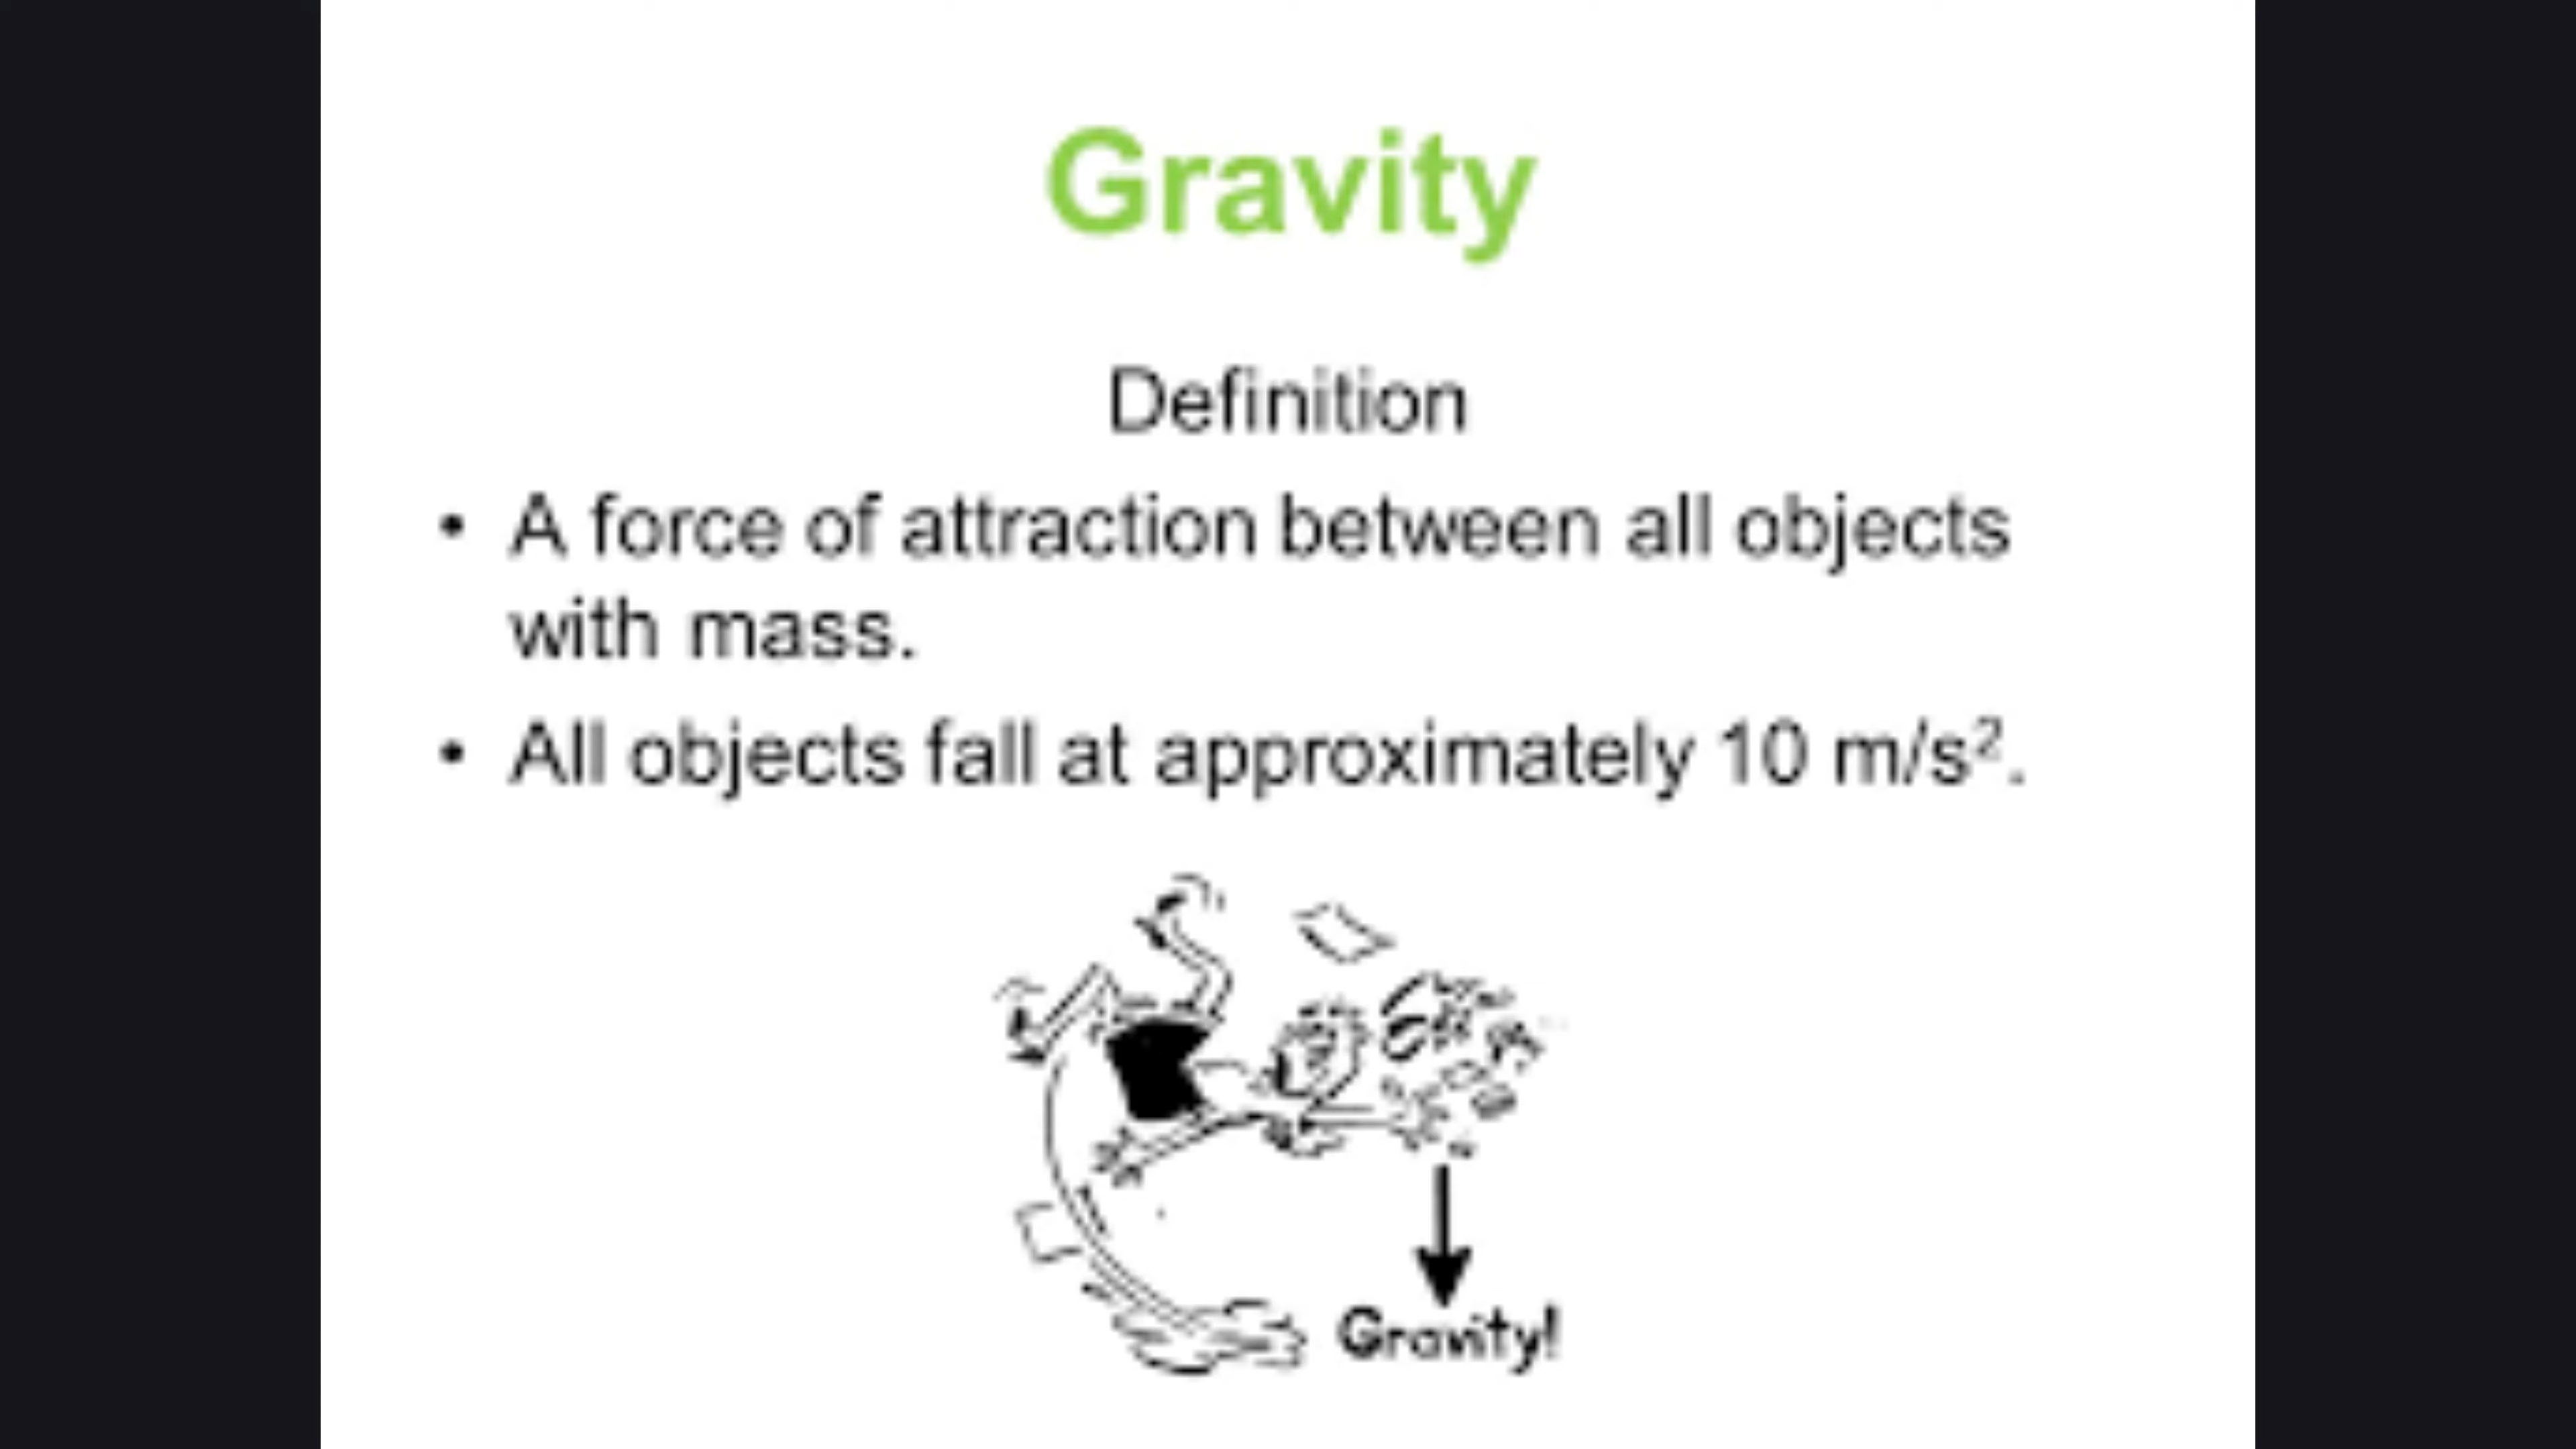 Gravity
Definition
• A force of attraction between all objects
with mass.
• All objects fall at approximately 10 m/s².
Gravity!